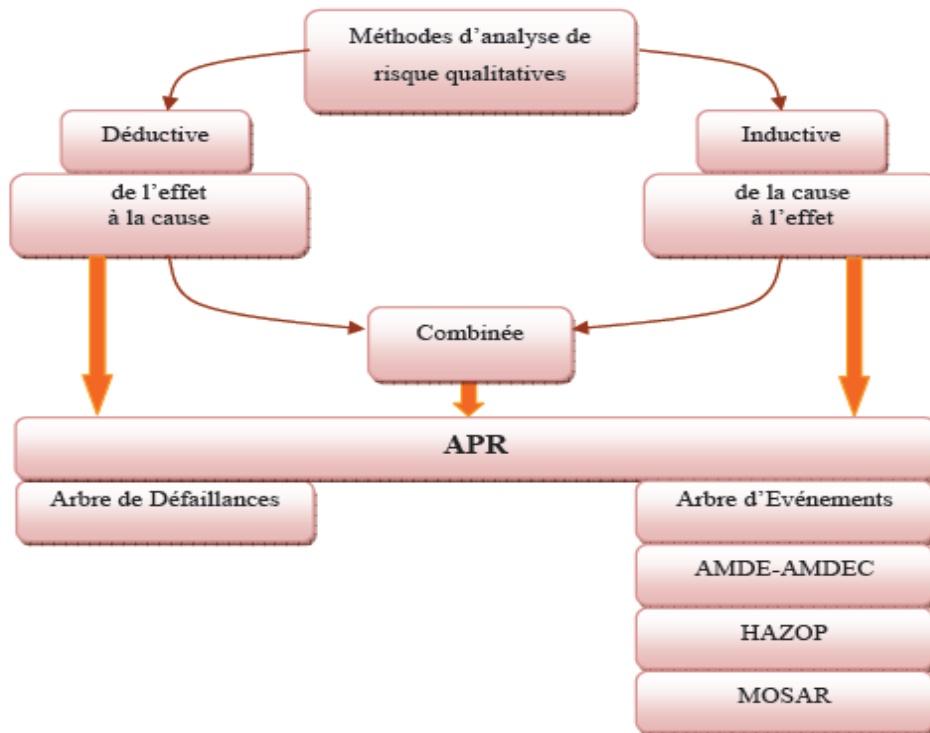 Méthodes d’analyse de
risque qualitatives
Déductive
Inductive
de l’effet
à la cause
de la cause
à l’effet
Combinée
APR
Arbre de Défaillances
Arbre d’Evénements
AMDE-AMDEC
HAZOP
MOSAR